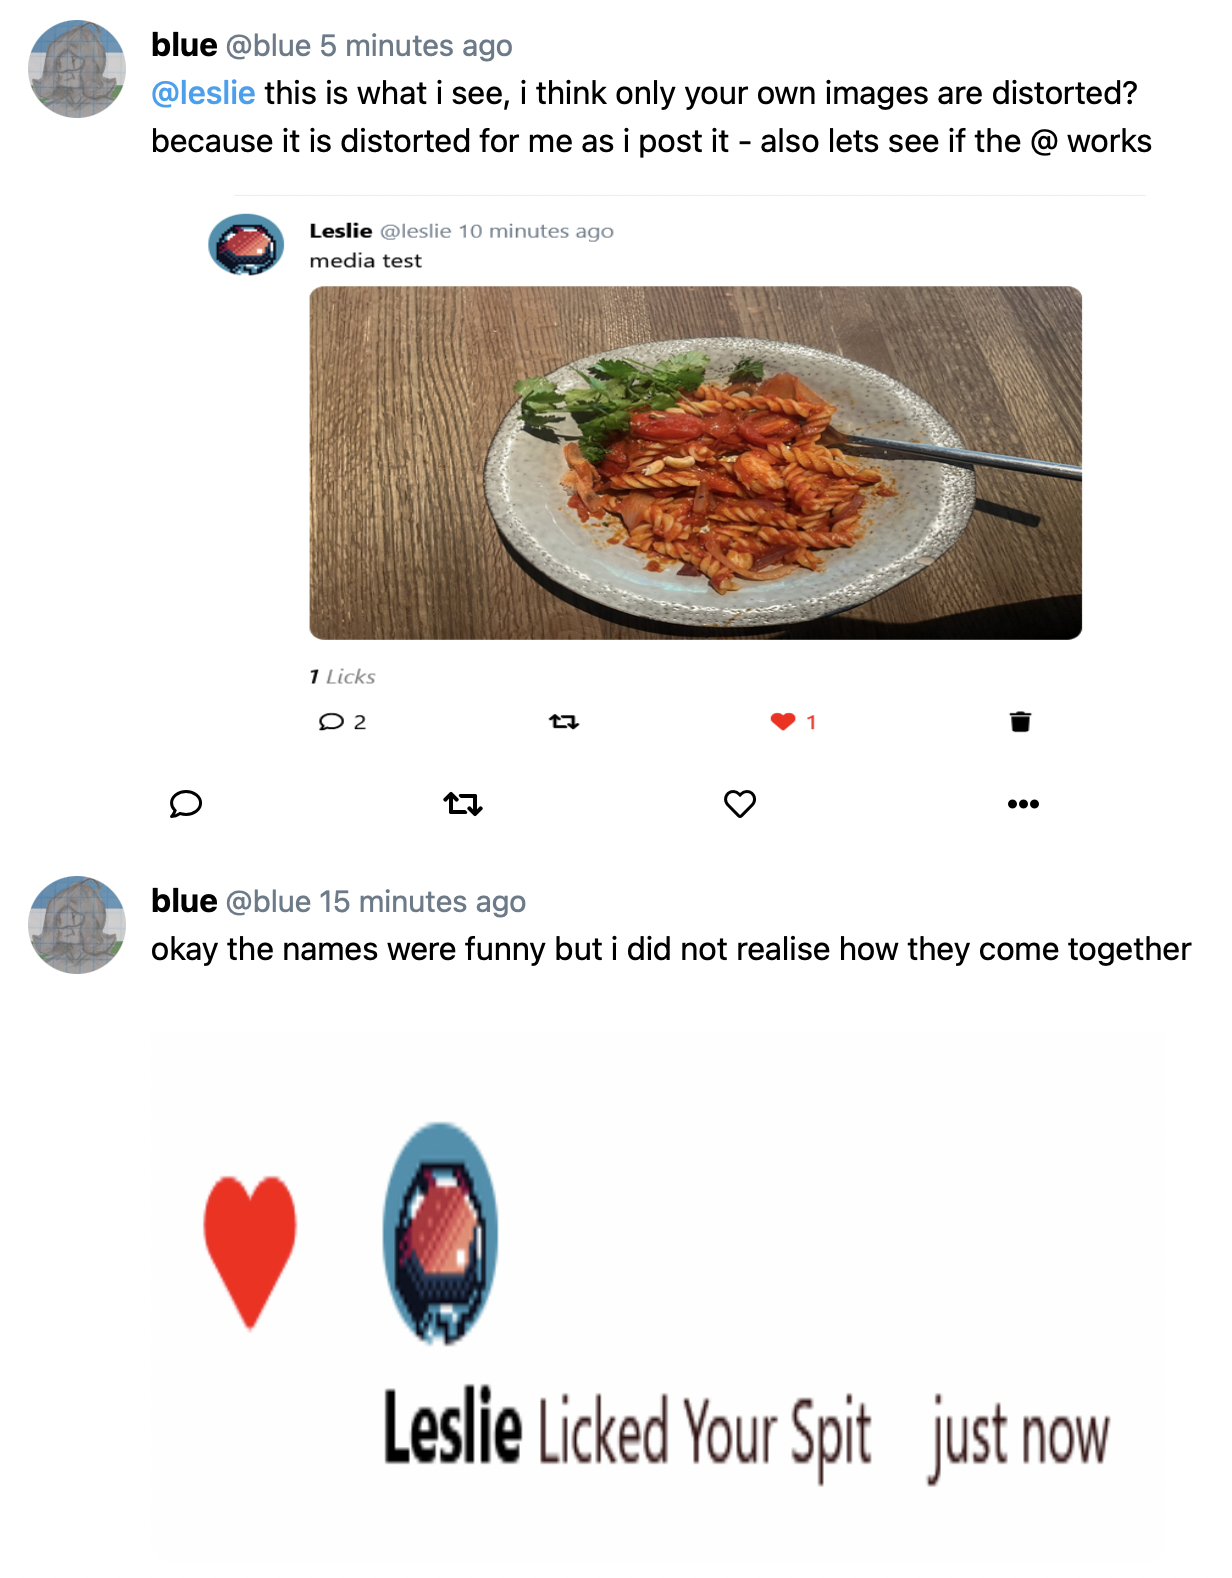 blue @blue 5 minutes ago
@leslie this is what i see, i think only your own images are distorted?
because it is distorted for me as i post it - also lets see if the @ works
Leslie @leslie 10 minutes ago
media test
1 Licks
2
1
blue @blue 15 minutes ago
okay the names were funny but i did not realise how they come together
Leslie Licked Your Spit just now